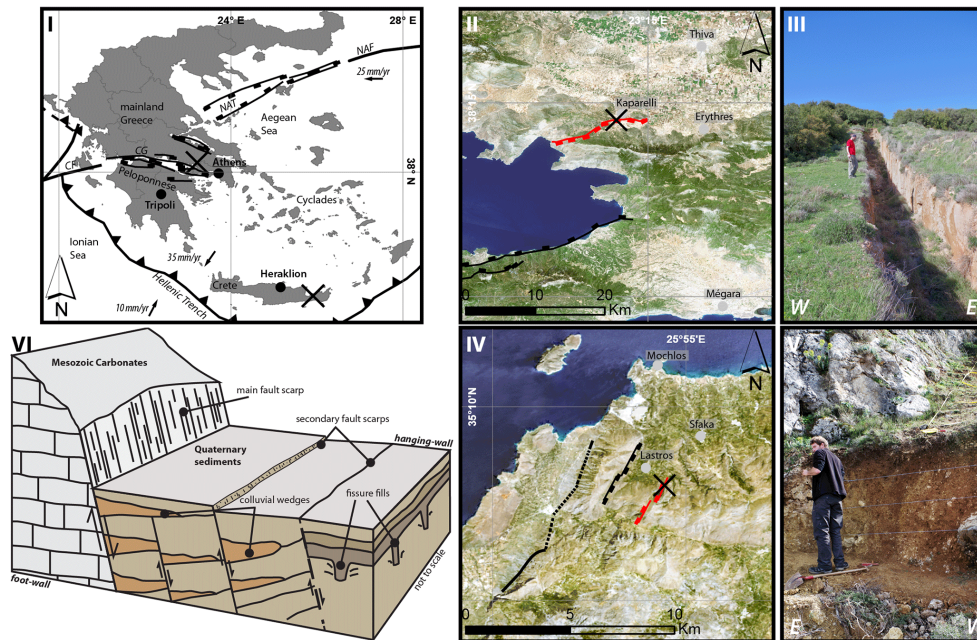 I
24° E
28° E
NAF
25 mm/yr
NAT
mainland
Greece
Aegean
Sea
CG
CF
Athens
38° N
Peloponnese
Tripoli
Cyclades
Ionian
Sea
35 mm/yr
Heraklion
Crete
Hellenic Trench
10 mm/yr
N
II
23°15'E
Thiva
N
38°15'N
Kaparelli
Erythres
Mégara
0
10
20
Km
III
W
E
VI
Mesozoic Carbonates
main fault scarp
secondary fault scarps
hanging-wall
Quaternary
sediments
colluvial wedges
fissure fills
foot-wall
not to scale
IV
25°55'E
Mochlos
N
35°10'N
Sfaka
Lastros
0
5
10
Km
V
E
W